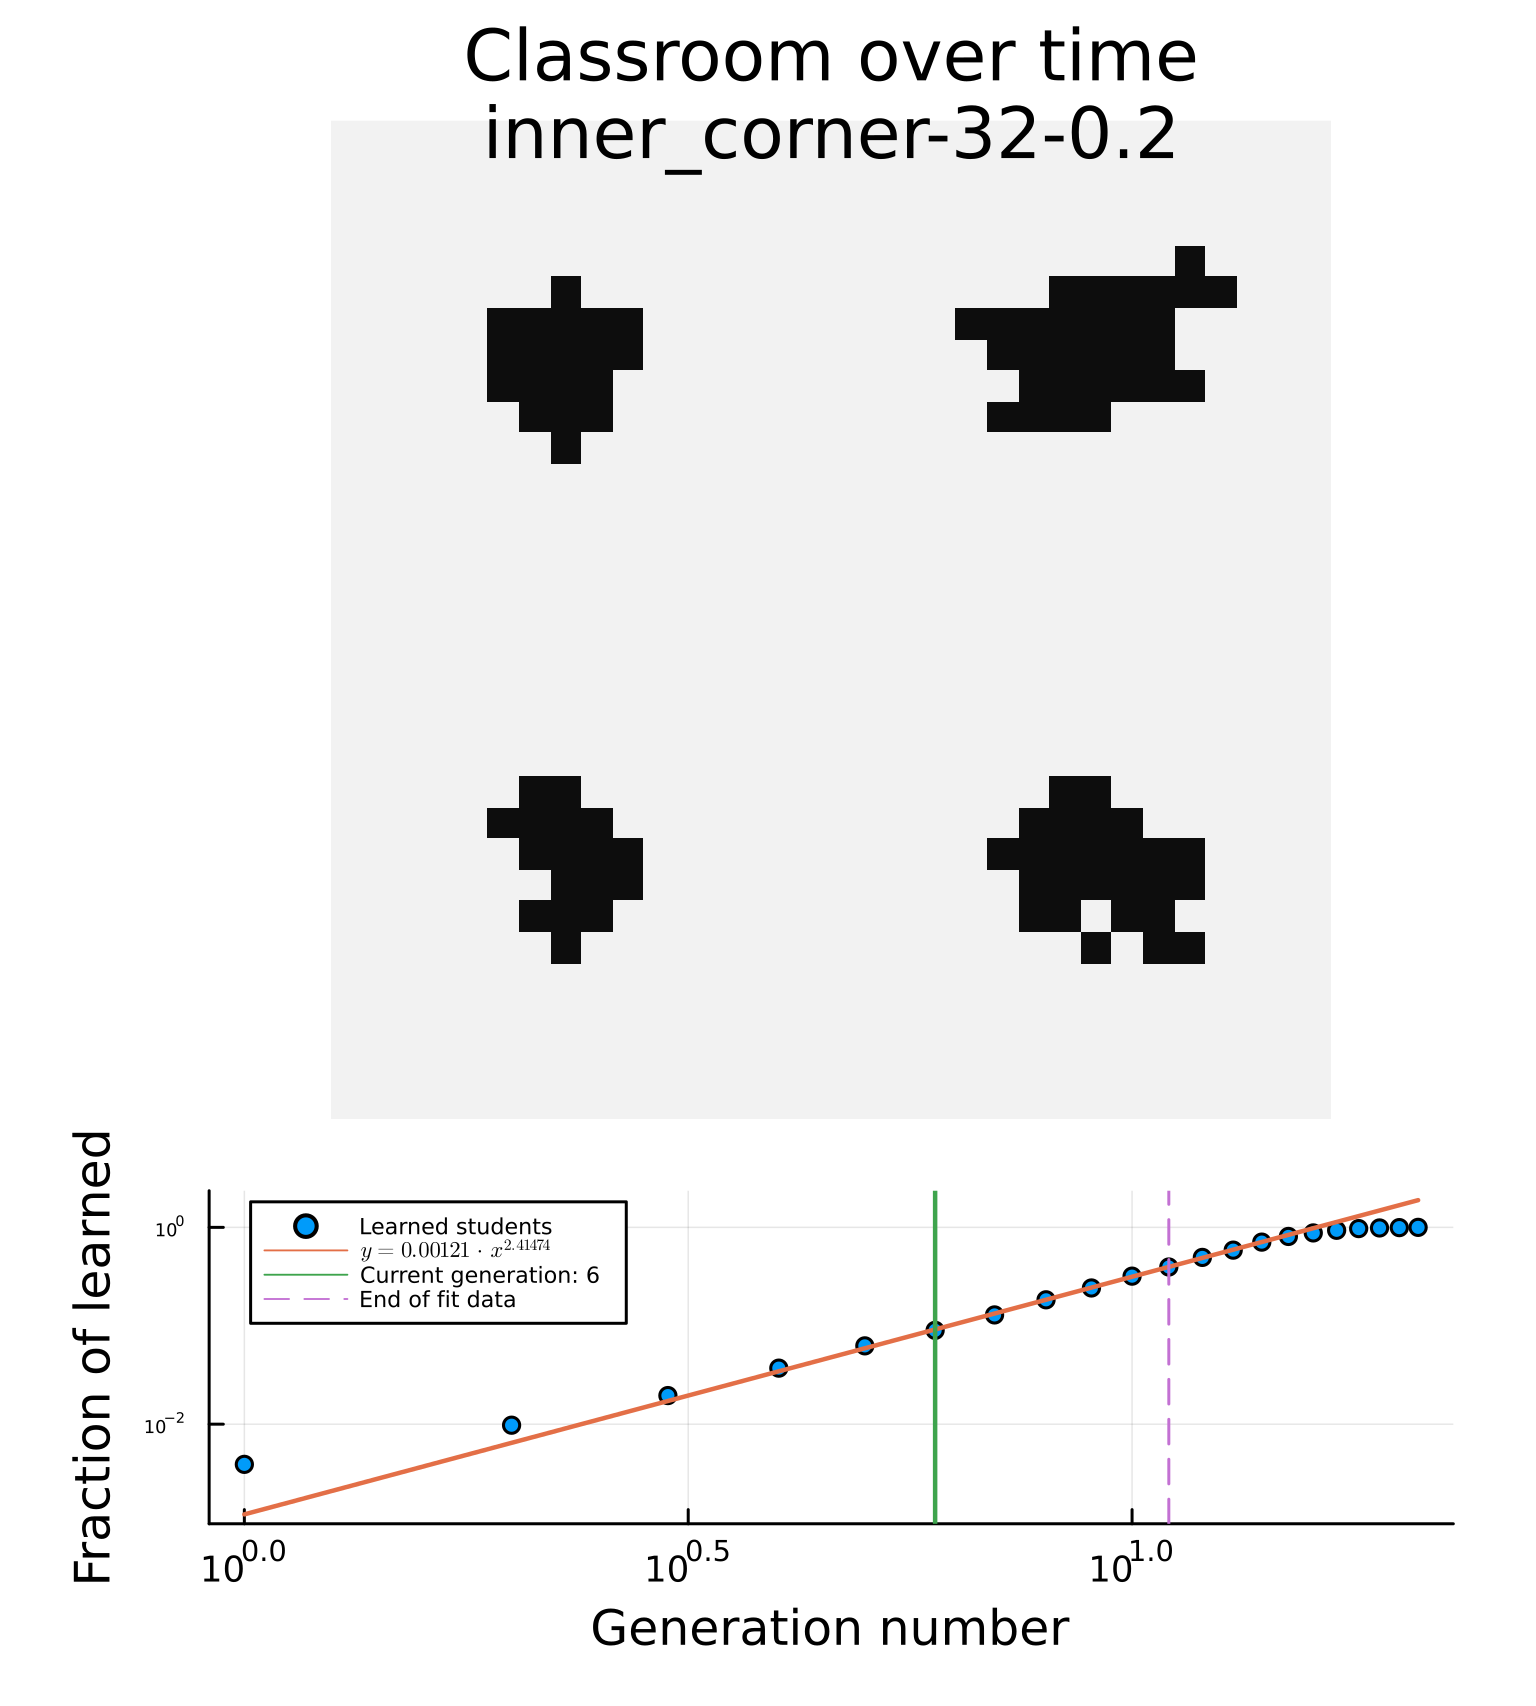 Classroom over time
inner_corner-32-0.2
Fraction of learned
10^0
10^−2
Learned students
y = 0.00121 · x^2.41474
Current generation: 6
End of fit data
10^0.0
10^0.5
10^1.0
Generation number